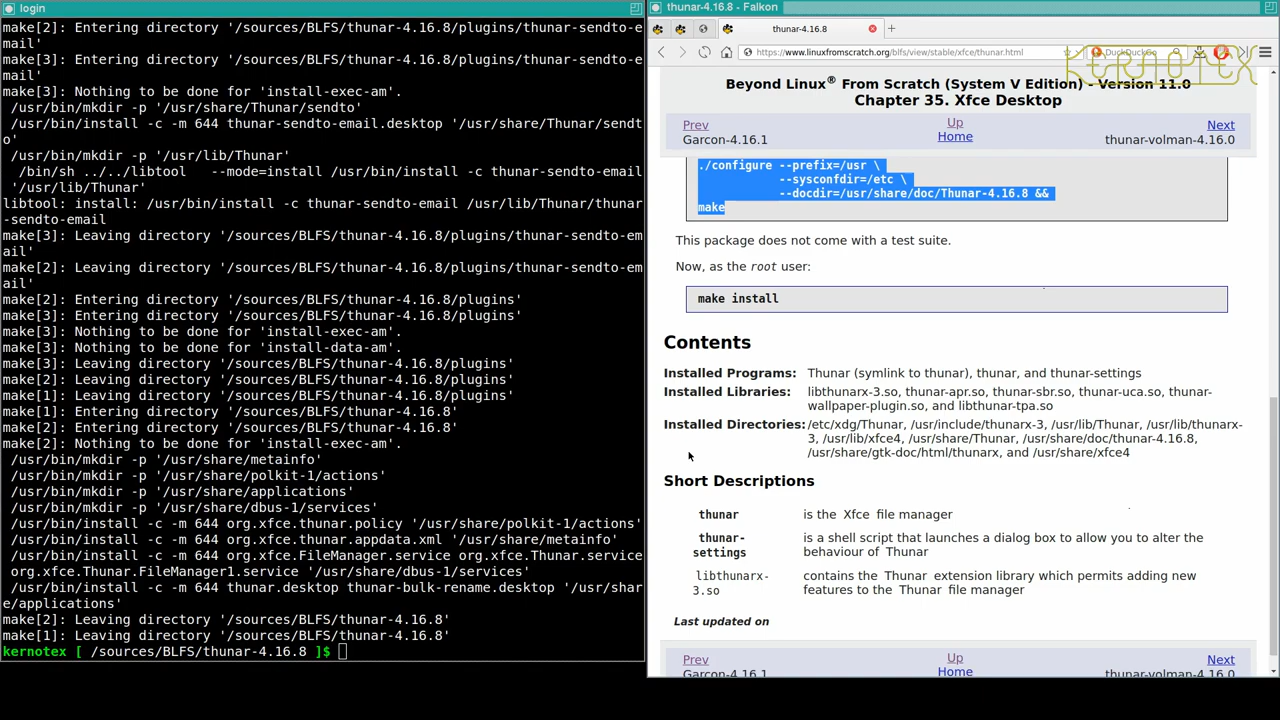 login
make[2]: Entering directory '/sources/BLFS/thunar-4.16.8/plugins/thunar-sendto-e
mail'
make[3]: Entering directory '/sources/BLFS/thunar-4.16.8/plugins/thunar-sendto-e
mail'
make[3]: Nothing to be done for 'install-exec-am'.
/usr/bin/mkdir -p '/usr/share/Thunar/sendto'
/usr/bin/install -c -m 644 thunar-sendto-email.desktop '/usr/share/Thunar/sendt
o'
/usr/bin/mkdir -p '/usr/lib/Thunar'
/bin/sh ../../libtool   --mode=install /usr/bin/install -c thunar-sendto-email
'/usr/lib/Thunar'
libtool: install: /usr/bin/install -c thunar-sendto-email /usr/lib/Thunar/thunar
-sendto-email
make[3]: Leaving directory '/sources/BLFS/thunar-4.16.8/plugins/thunar-sendto-em
ail'
make[2]: Leaving directory '/sources/BLFS/thunar-4.16.8/plugins/thunar-sendto-em
ail'
make[2]: Entering directory '/sources/BLFS/thunar-4.16.8/plugins'
make[3]: Entering directory '/sources/BLFS/thunar-4.16.8/plugins'
make[3]: Nothing to be done for 'install-exec-am'.
make[3]: Nothing to be done for 'install-data-am'.
make[3]: Leaving directory '/sources/BLFS/thunar-4.16.8/plugins'
make[2]: Leaving directory '/sources/BLFS/thunar-4.16.8/plugins'
make[1]: Leaving directory '/sources/BLFS/thunar-4.16.8/plugins'
make[1]: Entering directory '/sources/BLFS/thunar-4.16.8'
make[2]: Entering directory '/sources/BLFS/thunar-4.16.8'
make[2]: Nothing to be done for 'install-exec-am'.
/usr/bin/mkdir -p '/usr/share/metainfo'
/usr/bin/mkdir -p '/usr/share/polkit-1/actions'
/usr/bin/mkdir -p '/usr/share/applications'
/usr/bin/mkdir -p '/usr/share/dbus-1/services'
/usr/bin/install -c -m 644 org.xfce.thunar.policy '/usr/share/polkit-1/actions'
/usr/bin/install -c -m 644 thunar.appdata.xml '/usr/share/metainfo'
/usr/bin/install -c -m 644 org.xfce.FileManager.service org.xfce.Thunar.service
org.xfce.Thunar.FileManager1.service '/usr/share/dbus-1/services'
/usr/bin/install -c -m 644 thunar.desktop thunar-bulk-rename.desktop '/usr/shar
e/applications'
make[2]: Leaving directory '/sources/BLFS/thunar-4.16.8'
make[1]: Leaving directory '/sources/BLFS/thunar-4.16.8'
kernotex [ /sources/BLFS/thunar-4.16.8 ]$
thunar-4.16.8 - Falkon
thunar-4.16.8
https://www.linuxfromscratch.org/blfs/view/stable/xfce/thunar.html
DuckDuckGo
KERNOTEX
Beyond Linux® From Scratch (System V Edition) - Version 11.0
Chapter 35. Xfce Desktop
Prev Up Next
Garcon-4.16.1 Home thunar-volman-4.16.0
./configure --prefix=/usr \
--sysconfdir=/etc \
--docdir=/usr/share/doc/Thunar-4.16.8 &&
make
This package does not come with a test suite.
Now, as the root user:
make install
Contents
Installed Programs: Thunar (symlink to thunar), thunar, and thunar-settings
Installed Libraries: libthunarx-3.so, thunar-apr.so, thunar-sbr.so, thunar-uca.so, thunar-
wallpaper-plugin.so, and libthunar-tpa.so
Installed Directories: /etc/xdg/Thunar, /usr/include/thunarx-3, /usr/lib/Thunar, /usr/lib/thunarx-
3, /usr/lib/xfce4, /usr/share/Thunar, /usr/share/doc/thunar-4.16.8,
/usr/share/gtk-doc/html/thunarx, and /usr/share/xfce4
Short Descriptions
thunar is the Xfce file manager
thunar- is a shell script that launches a dialog box to allow you to alter the
settings behaviour of Thunar
libthunarx- contains the Thunar extension library which permits adding new
3.so features to the Thunar file manager
Last updated on
Prev Up Next
Garcon-4.16.1 Home thunar-volman-4.16.0